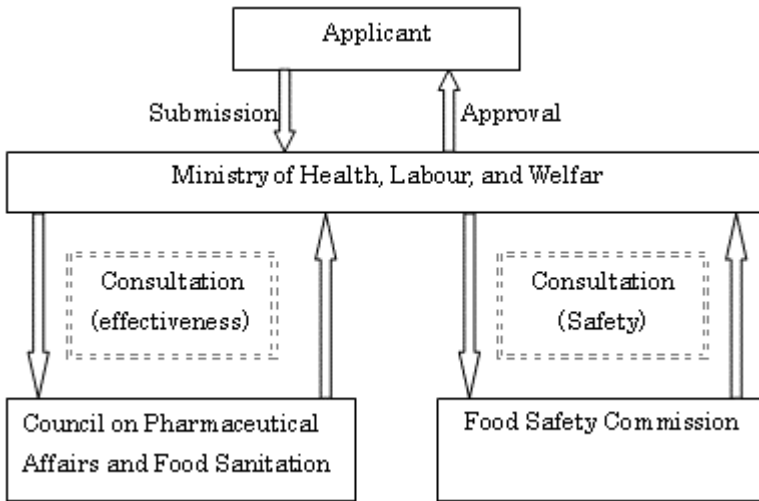 Applicant
Submission
Approval
Ministry of Health, Labour, and Welfar
Consultation
(effectiveness)
Consultation
(Safety)
Council on Pharmaceutical
Affairs and Food Sanitation
Food Safety Commission